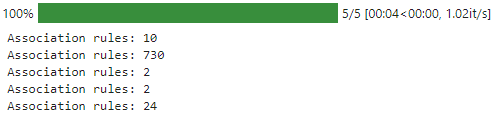 100% 5/5 [00:04<00:00, 1.02it/s]
Association rules: 10
Association rules: 730
Association rules: 2
Association rules: 2
Association rules: 24